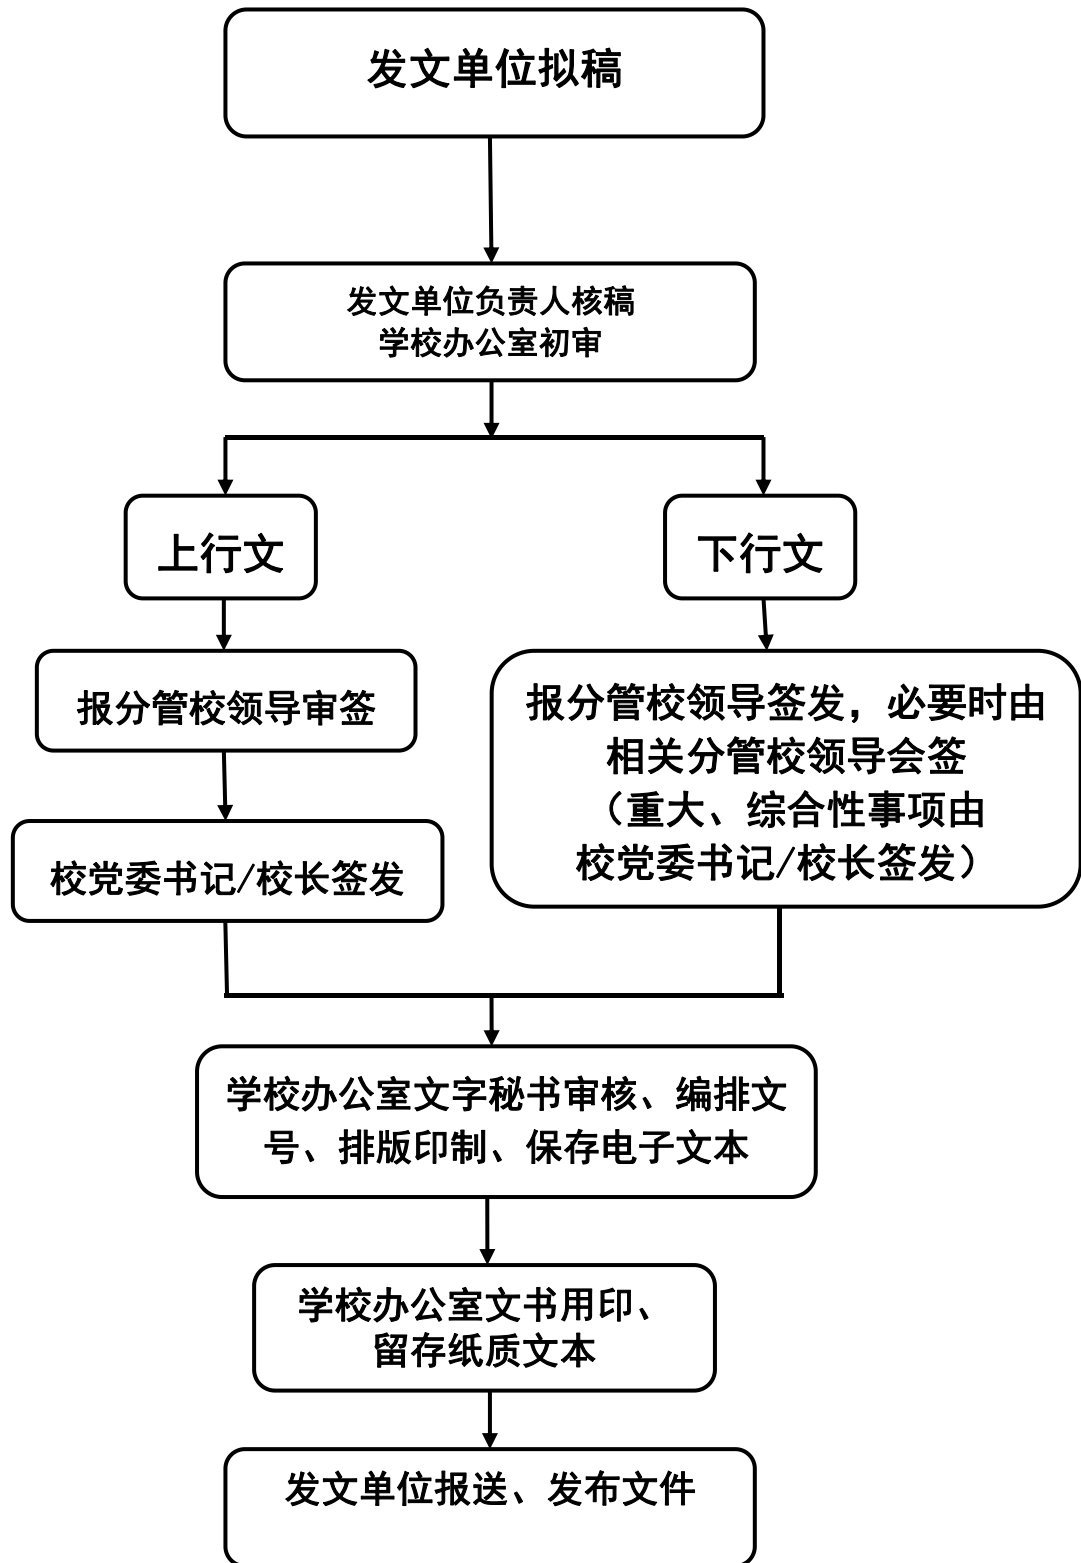 发文单位拟稿
发文单位负责人核稿
学校办公室初审
上行文
下行文
报分管校领导审签
校党委书记/校长签发
报分管校领导签发，必要时由
相关分管校领导会签
（重大、综合性事项由
校党委书记/校长签发）
学校办公室文字秘书审核、编排文
号、排版印制、保存电子文本
学校办公室文书用印、
留存纸质文本
发文单位报送、发布文件